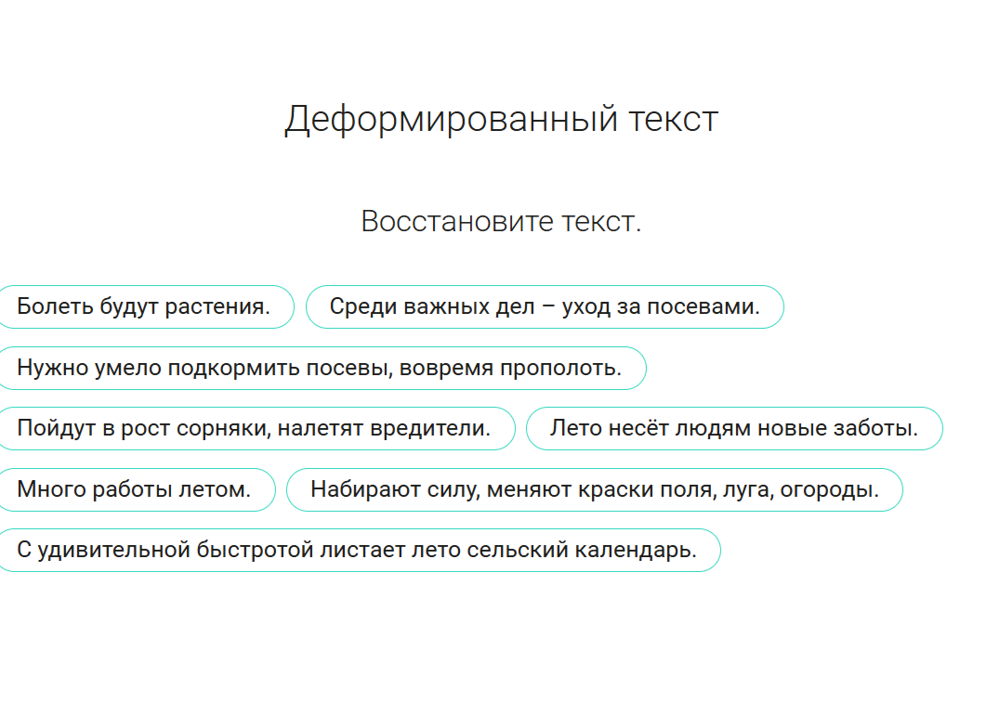 Деформированный текст
Восстановите текст.
Болеть будут растения. Среди важных дел – уход за посевами.
Нужно умело подкормить посевы, вовремя прополоть.
Пойдут в рост сорняки, налетят вредители. Лето несёт людям новые заботы.
Много работы летом. Набирают силу, меняют краски поля, луга, огороды.
С удивительной быстротой листает лето сельский календарь.